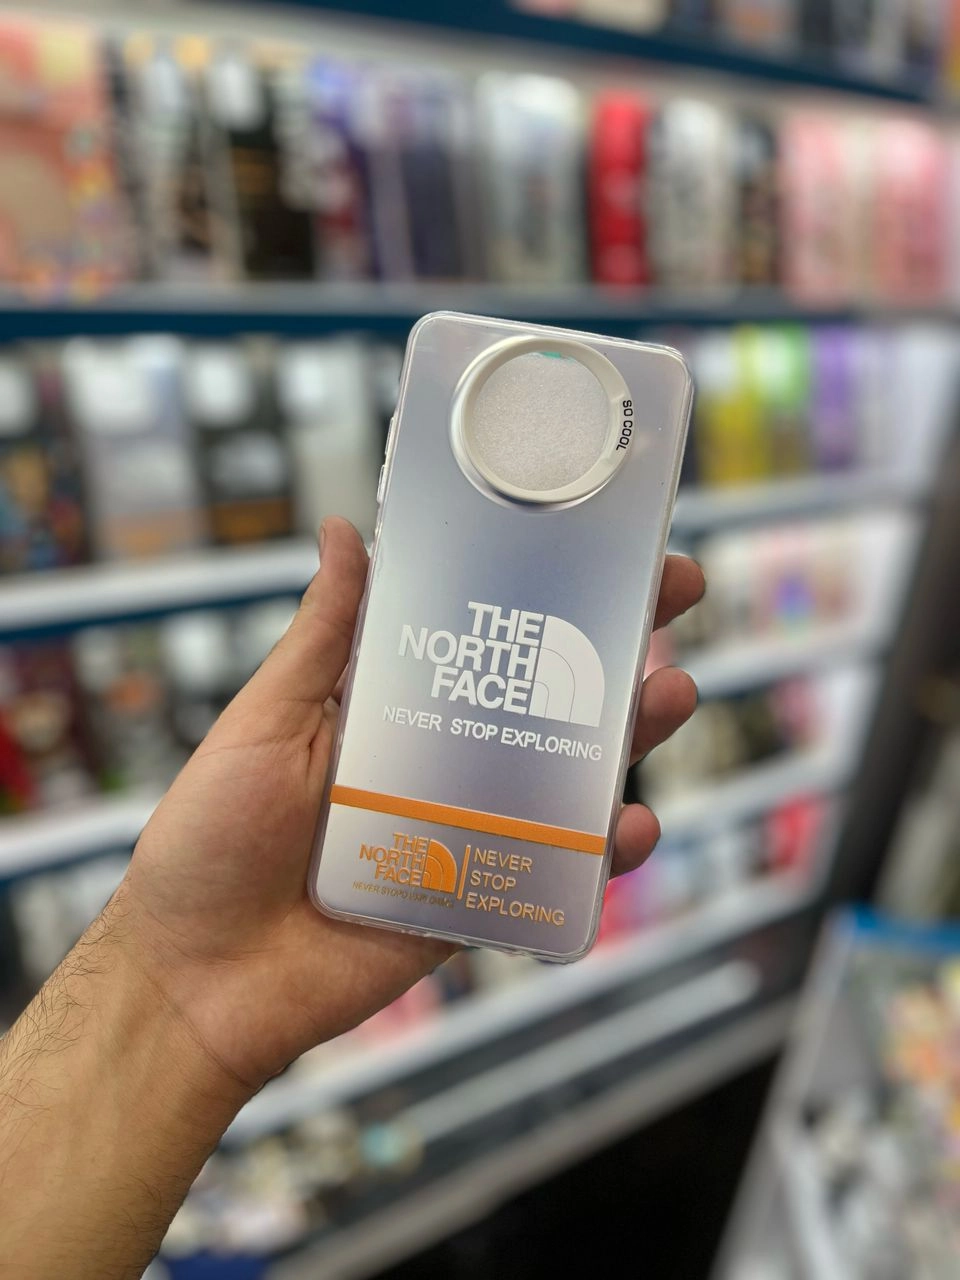 SO COOL
THE
NORTH
FACE
NEVER STOP EXPLORING
THE
NORTH
FACE
NEVER
STOP
EXPLORING